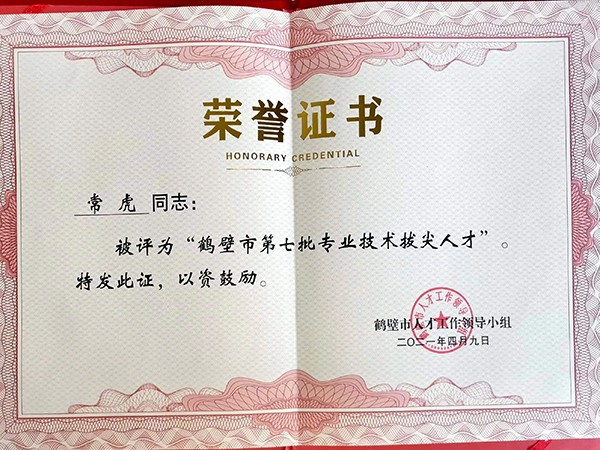 荣誉证书
HONORARY CREDENTIAL
常虎 同志：
被评为“鹤壁市第七批专业技术拔尖人才”。
特发此证，以资鼓励。
鹤壁市人才工作领导小组
二〇二一年四月九日